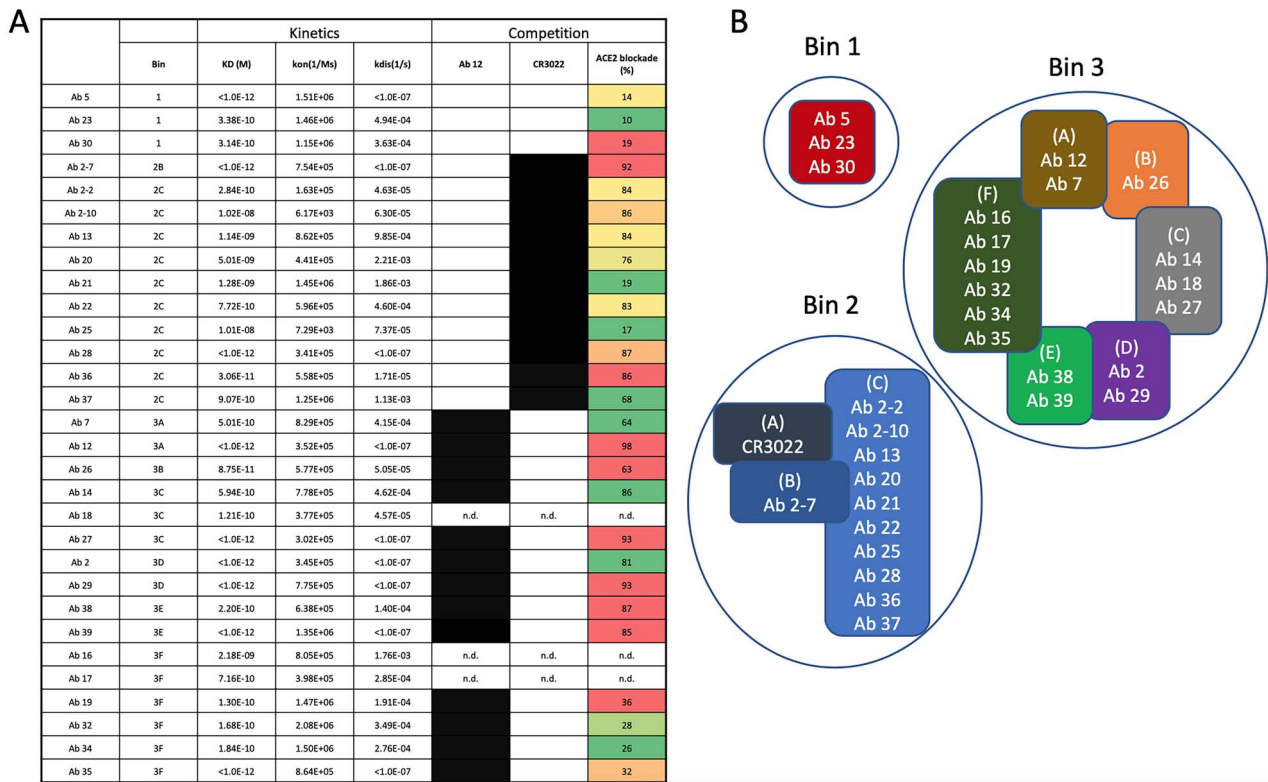 A
Kinetics Competition
Bin KD (M) kon(1/Ms) kdis(1/s) Ab 12 CR3022 ACE2 blockade
(%)
Ab 5 1 <1.0E-12 1.51E+06 <1.0E-07 14
Ab 23 1 3.38E-10 1.46E+06 4.94E-04 10
Ab 30 1 3.14E-10 1.15E+06 3.63E-04 19
Ab 2-7 2B <1.0E-12 7.54E+05 <1.0E-07 92
Ab 2-2 2C 2.84E-10 1.63E+05 4.63E-05 84
Ab 2-10 2C 1.02E-08 6.17E+03 6.30E-05 86
Ab 13 2C 1.14E-09 8.62E+05 9.85E-04 84
Ab 20 2C 5.01E-09 4.41E+05 2.21E-03 76
Ab 21 2C 1.28E-09 1.45E+06 1.86E-03 19
Ab 22 2C 7.72E-10 5.96E+05 4.60E-04 83
Ab 25 2C 1.01E-08 7.29E+03 7.37E-05 17
Ab 28 2C <1.0E-12 3.41E+05 <1.0E-07 87
Ab 36 2C 3.06E-11 5.58E+05 1.71E-05 86
Ab 37 2C 9.07E-10 1.25E+06 1.13E-03 68
Ab 7 3A 5.01E-10 8.29E+05 4.15E-04 64
Ab 12 3A <1.0E-12 3.52E+05 <1.0E-07 98
Ab 26 3B 8.75E-11 5.77E+05 5.05E-05 63
Ab 14 3C 5.94E-10 7.78E+05 4.62E-04 86
Ab 18 3C 1.21E-10 3.77E+05 4.57E-05 n.d. n.d. n.d.
Ab 27 3C <1.0E-12 3.02E+05 <1.0E-07 93
Ab 2 3D <1.0E-12 3.45E+05 <1.0E-07 81
Ab 29 3D <1.0E-12 7.75E+05 <1.0E-07 93
Ab 38 3E 2.20E-10 6.38E+05 1.40E-04 87
Ab 39 3E <1.0E-12 1.35E+06 <1.0E-07 85
Ab 16 3F 2.18E-09 8.05E+05 1.76E-03 n.d. n.d. n.d.
Ab 17 3F 7.16E-10 3.98E+05 2.85E-04 n.d. n.d. n.d.
Ab 19 3F 1.30E-10 1.47E+06 1.91E-04 36
Ab 32 3F 1.68E-10 2.08E+06 3.49E-04 28
Ab 34 3F 1.84E-10 1.50E+06 2.76E-04 26
Ab 35 3F <1.0E-12 8.64E+05 <1.0E-07 32
B
Bin 1
Ab 5
Ab 23
Ab 30
Bin 3
(A)
Ab 12
Ab 7
(B)
Ab 26
(C)
Ab 14
Ab 18
Ab 27
(D)
Ab 2
Ab 29
(E)
Ab 38
Ab 39
(F)
Ab 16
Ab 17
Ab 19
Ab 32
Ab 34
Ab 35
Bin 2
(A)
CR3022
(B)
Ab 2-7
(C)
Ab 2-2
Ab 2-10
Ab 13
Ab 20
Ab 21
Ab 22
Ab 25
Ab 28
Ab 36
Ab 37